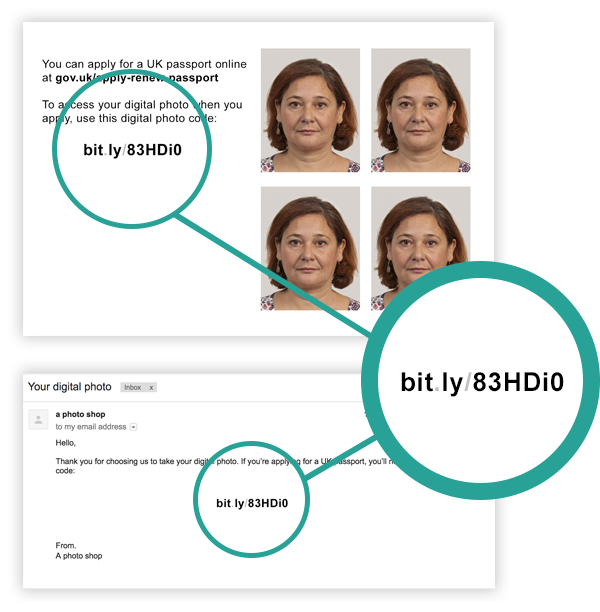 You can apply for a UK passport online
at gov.uk/apply-renew-passport
To access your digital photo when you
apply, use this digital photo code:
bit.ly/83HDi0
bit.ly/83HDi0
Your digital photo
Inbox x
a photo shop
to my email address
Hello,
Thank you for choosing us to take your digital photo. If you're applying for a UK passport, you'll
code:
bit.ly/83HDi0
From.
A photo shop